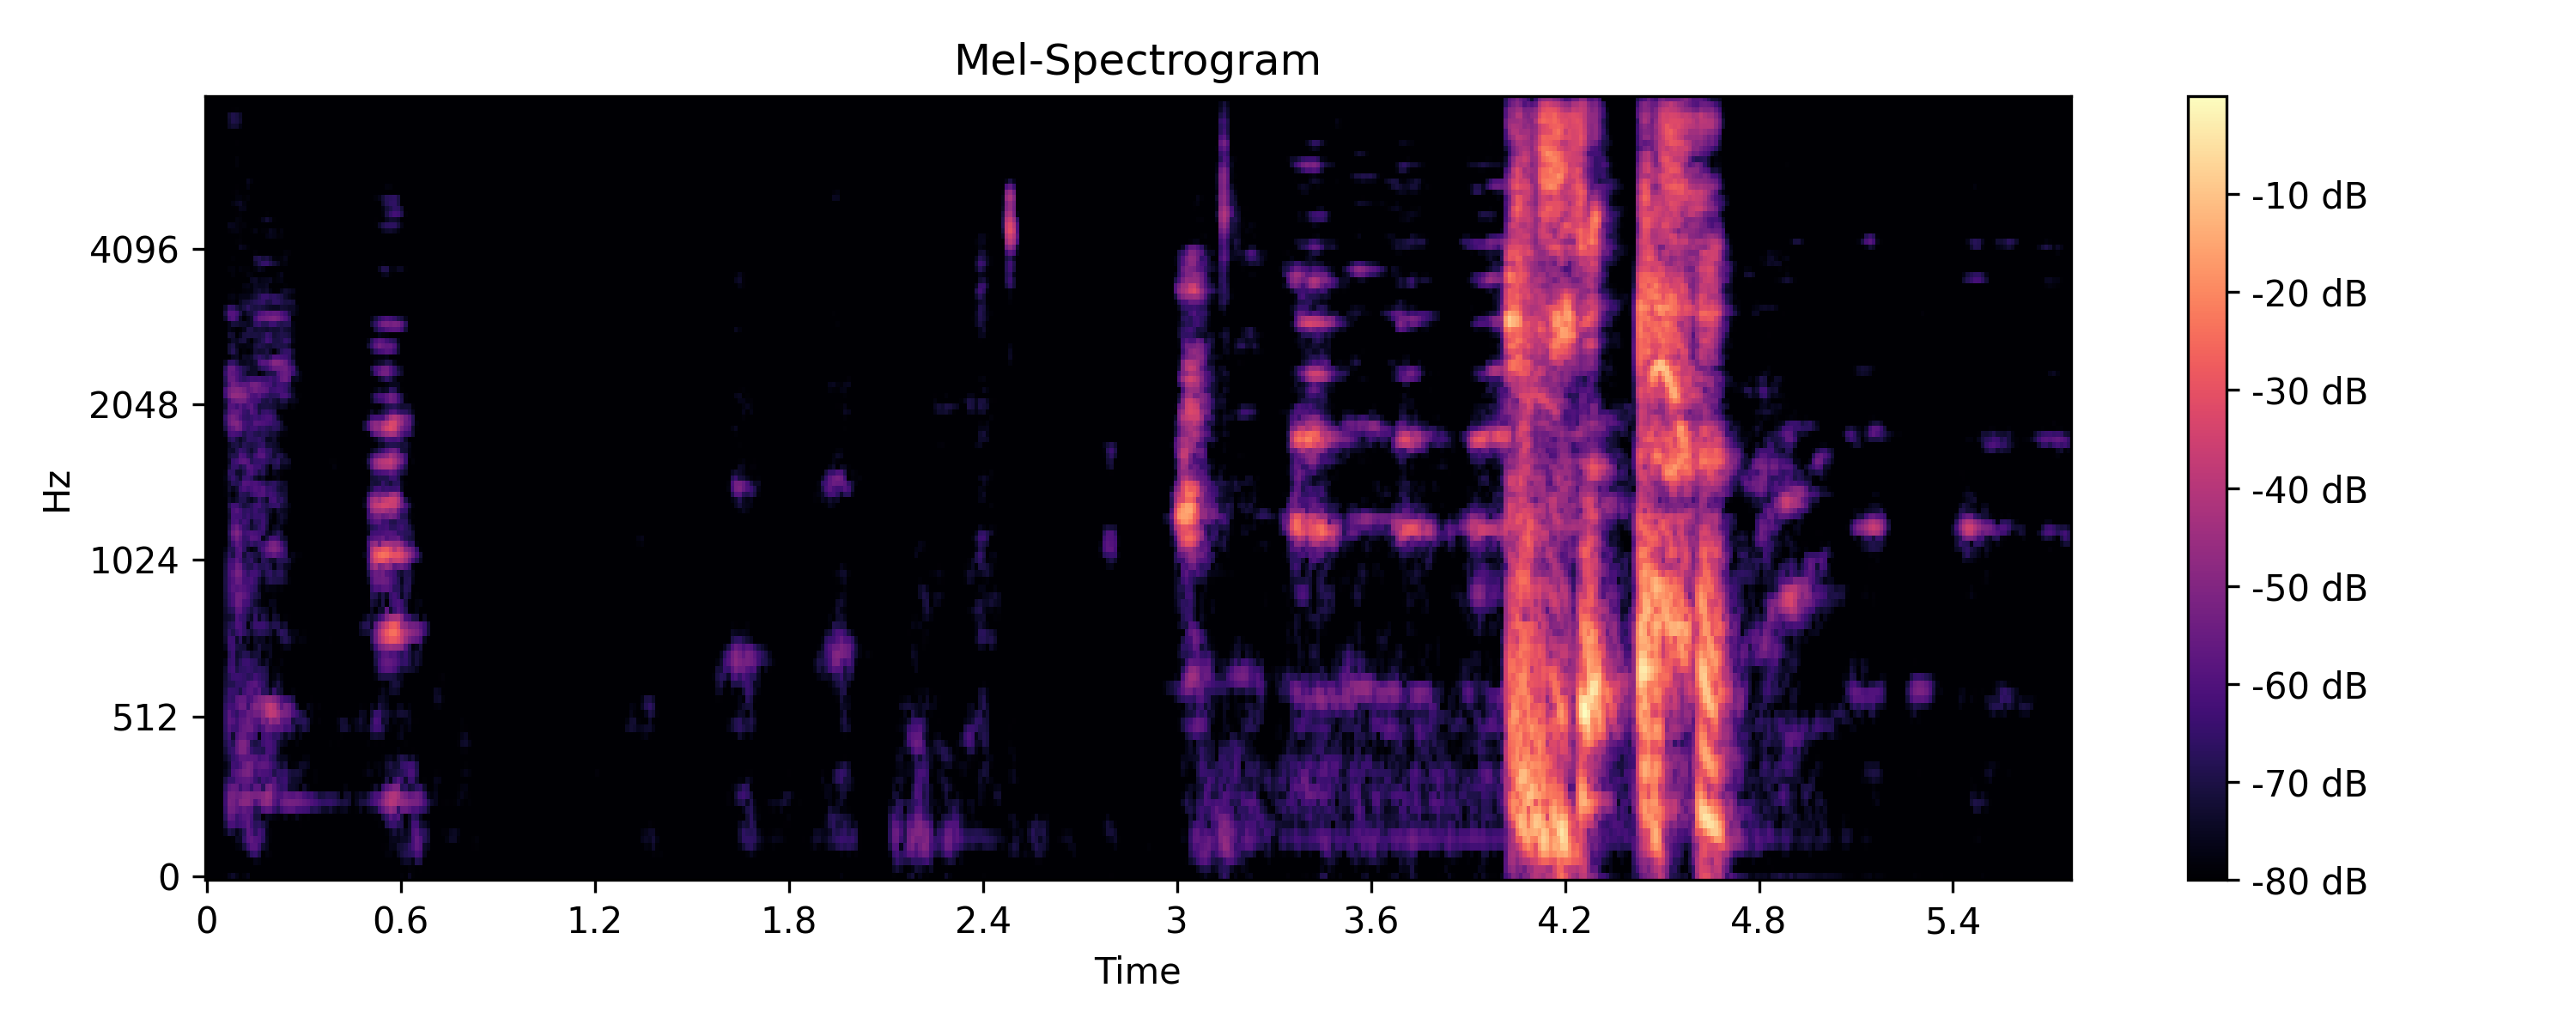 Mel-Spectrogram
Hz
4096
2048
1024
512
0
0 0.6 1.2 1.8 2.4 3 3.6 4.2 4.8 5.4
Time
-10 dB
-20 dB
-30 dB
-40 dB
-50 dB
-60 dB
-70 dB
-80 dB